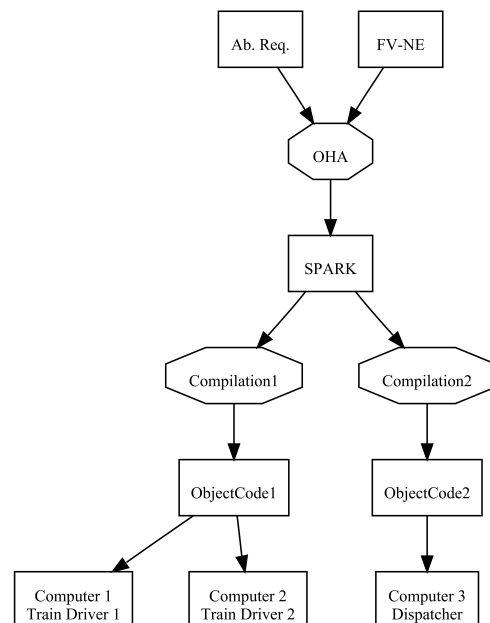 Ab. Req.
FV-NE
OHA
SPARK
Compilation1
Compilation2
ObjectCode1
ObjectCode2
Computer 1
Train Driver 1
Computer 2
Train Driver 2
Computer 3
Dispatcher